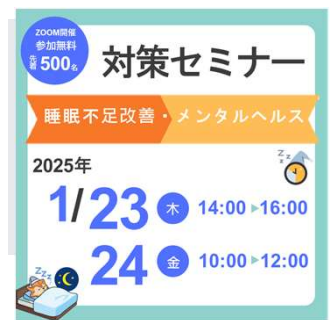 ZOOM開催
参加無料
先着500名
対策セミナー
睡眠不足改善・メンタルヘルス
2025年
1/23 木 14:00▶16:00
24 金 10:00▶12:00
Z z z
Z z z